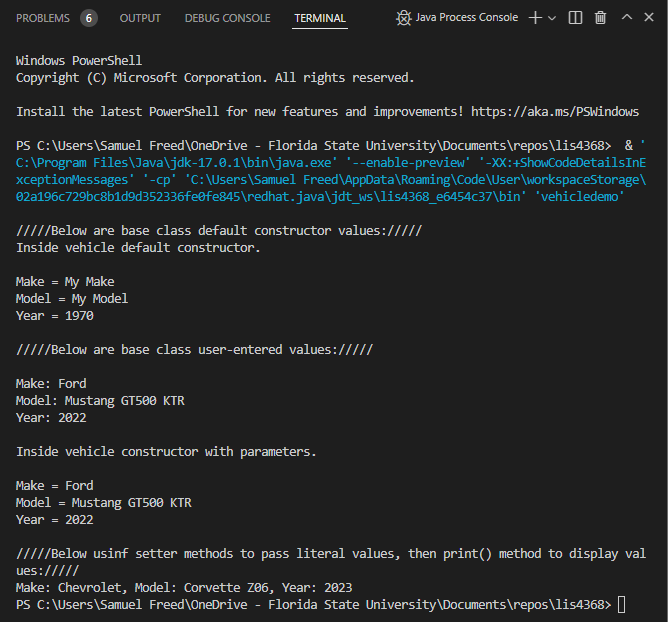 PROBLEMS 6 OUTPUT DEBUG CONSOLE TERMINAL Java Process Console
Windows PowerShell
Copyright (C) Microsoft Corporation. All rights reserved.
Install the latest PowerShell for new features and improvements! https://aka.ms/PSWindows
PS C:\Users\Samuel Freed\OneDrive - Florida State University\Documents\repos\lis4368>  & '
C:\Program Files\Java\jdk-17.0.1\bin\java.exe' '--enable-preview' '-XX:+ShowCodeDetailsInE
xceptionMessages' '-cp' 'C:\Users\Samuel Freed\AppData\Roaming\Code\User\workspaceStorage\
02a196c729bc8b1d9d352336fe0fe845\redhat.java\jdt_ws\lis4368_e6454c37\bin' 'vehicledemo'
/////Below are base class default constructor values://///
Inside vehicle default constructor.
Make = My Make
Model = My Model
Year = 1970
/////Below are base class user-entered values://///
Make: Ford
Model: Mustang GT500 KTR
Year: 2022
Inside vehicle constructor with parameters.
Make = Ford
Model = Mustang GT500 KTR
Year = 2022
/////Below usinf setter methods to pass literal values, then print() method to display val
ues://///
Make: Chevrolet, Model: Corvette Z06, Year: 2023
PS C:\Users\Samuel Freed\OneDrive - Florida State University\Documents\repos\lis4368>